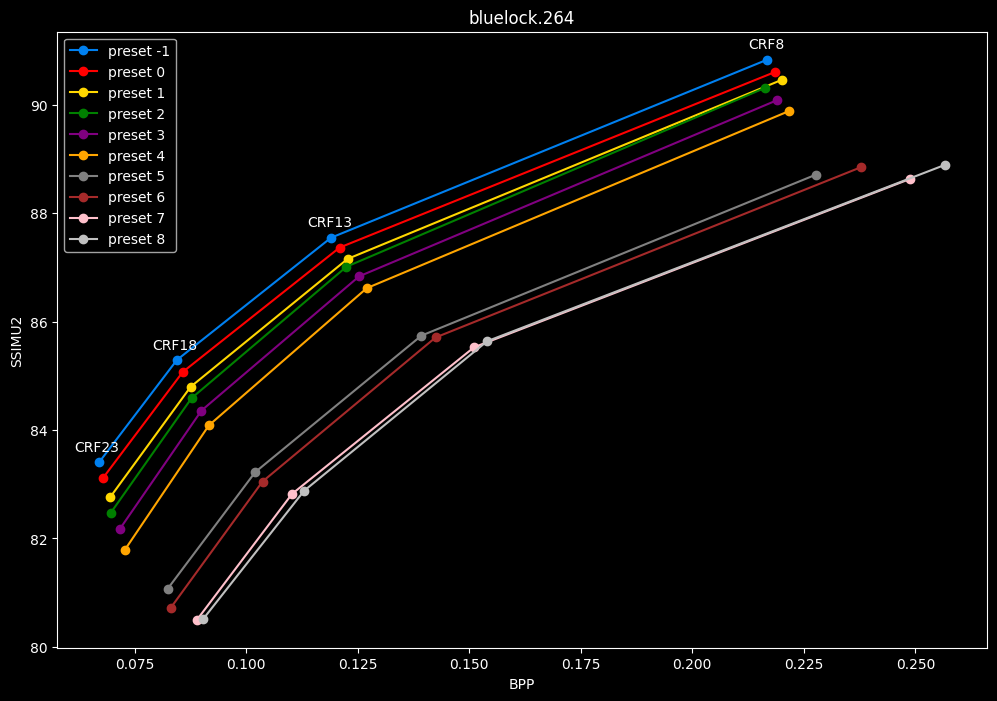 bluelock.264
preset -1
preset 0
preset 1
preset 2
preset 3
preset 4
preset 5
preset 6
preset 7
preset 8
CRF8
CRF13
CRF18
CRF23
SSIMU2
90
88
86
84
82
80
0.075
0.100
0.125
0.150
0.175
0.200
0.225
0.250
BPP